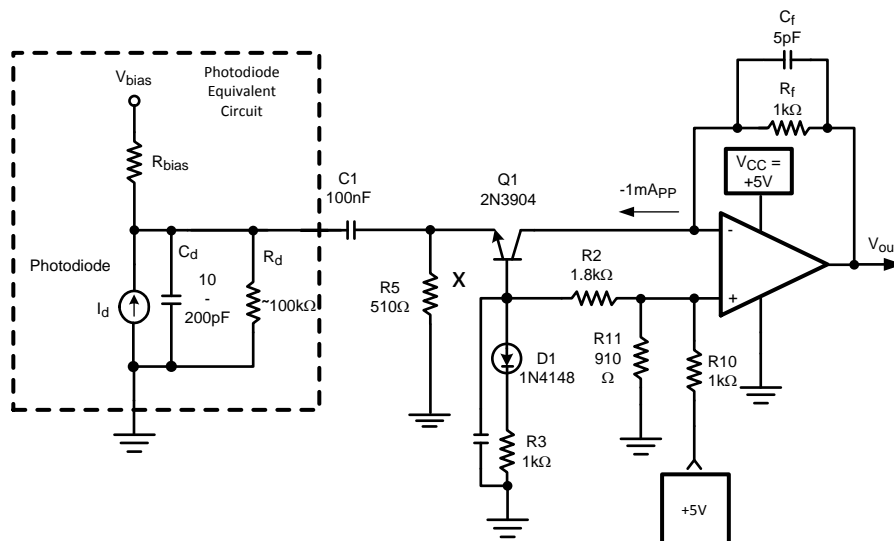 Photodiode
Equivalent
Circuit
Vbias
Rbias
Photodiode
Id
Cd
10
-
200pF
Rd
~100kΩ
C1
100nF
R5
510Ω
X
Q1
2N3904
-1mAPP
R2
1.8kΩ
D1
1N4148
R3
1kΩ
R11
910
Ω
R10
1kΩ
+5V
Cf
5pF
Rf
1kΩ
VCC =
+5V
-
+
Vou